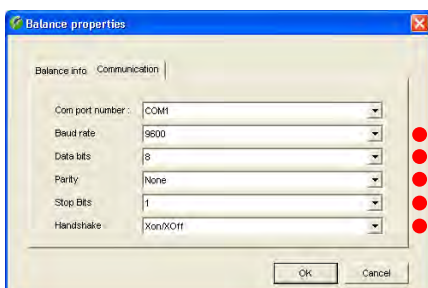 Balance properties
Balance info Communication
Com port number : COM1
Baud rate 9600
Data bits 8
Parity None
Stop Bits 1
Handshake Xon/XOff
OK Cancel